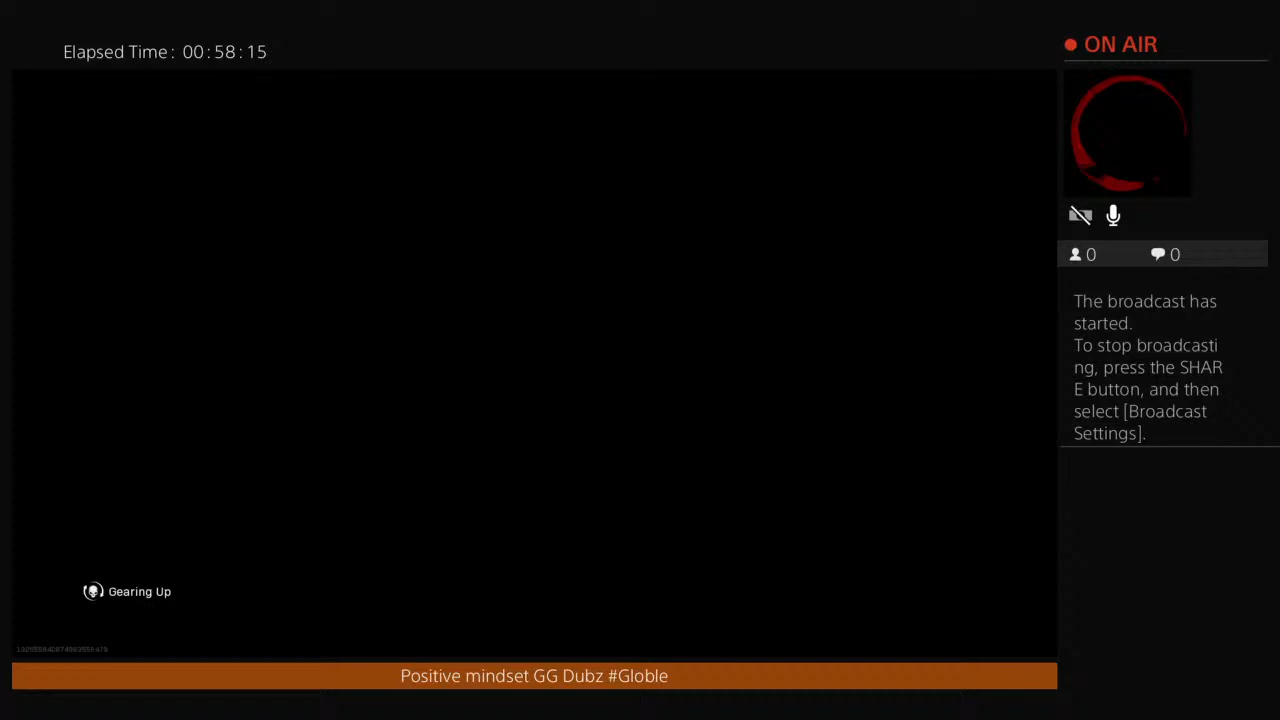 Elapsed Time: 00:58:15
ON AIR
0 0
The broadcast has
started.
To stop broadcasti
ng, press the SHAR
E button, and then
select [Broadcast
Settings].
Gearing Up
Positive mindset GG Dubz #Globle